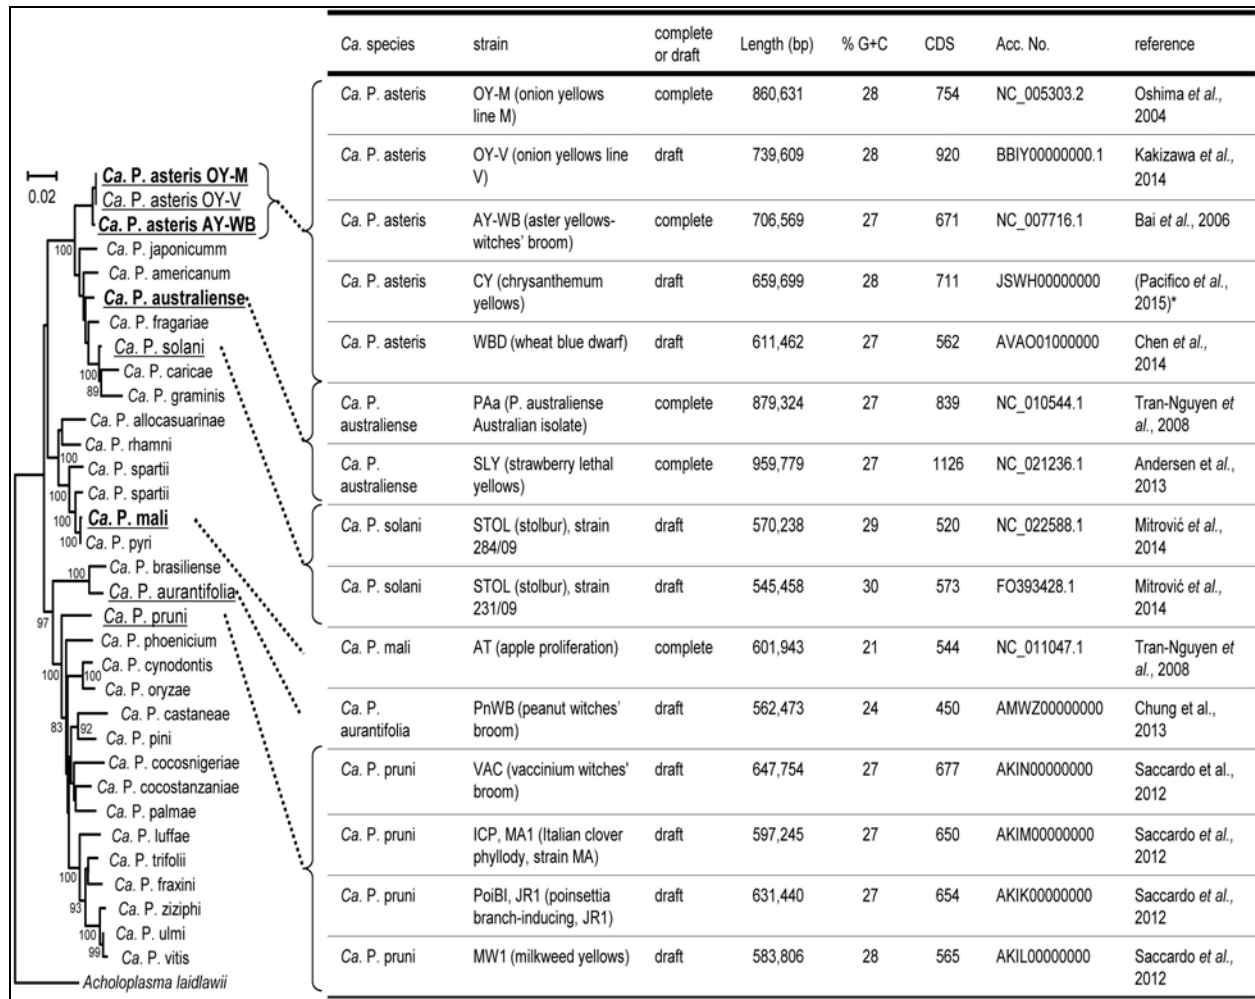 0.02
Ca. P. asteris OY-M
Ca. P. asteris OY-V
Ca. P. asteris AY-WB
100
Ca. P. japonicumm
Ca. P. americanum
Ca. P. australiense
Ca. P. fragariae
Ca. P. solani
100
Ca. P. caricae
89
Ca. P. graminis
Ca. P. allocasuarinae
Ca. P. rhamni
100
Ca. P. spartii
100
Ca. P. spartii
100
Ca. P. mali
100
Ca. P. pyri
Ca. P. brasiliense
100
Ca. P. aurantifolia
Ca. P. pruni
97
Ca. P. phoenicium
100
Ca. P. cynodontis
100
Ca. P. oryzae
Ca. P. castaneae
83
92
Ca. P. pini
Ca. P. cocosnigeriae
Ca. P. cocostanzaniae
Ca. P. palmae
Ca. P. luffae
Ca. P. trifolii
100
Ca. P. fraxini
93
Ca. P. ziziphi
100
Ca. P. ulmi
99
Ca. P. vitis
Acholoplasma laidlawii
Ca. species strain complete or draft Length (bp) % G+C CDS Acc. No. reference
Ca. P. asteris OY-M (onion yellows complete 860,631 28 754 NC_005303.2 Oshima et al.,
line M) 2004
Ca. P. asteris OY-V (onion yellows line draft 739,609 28 920 BBIY00000000.1 Kakizawa et al.,
V) 2014
Ca. P. asteris AY-WB (aster yellows- complete 706,569 27 671 NC_007716.1 Bai et al., 2006
witches' broom)
Ca. P. asteris CY (chrysanthemum draft 659,699 28 711 JSWH00000000 (Pacifico et al.,
yellows) 2015)*
Ca. P. asteris WBD (wheat blue dwarf) draft 611,462 27 562 AVAO01000000 Chen et al.,
2014
Ca. P. PAa (P. australiense complete 879,324 27 839 NC_010544.1 Tran-Nguyen et
australiense Australian isolate) al., 2008
Ca. P. SLY (strawberry lethal complete 959,779 27 1126 NC_021236.1 Andersen et al.,
australiense yellows) 2013
Ca. P. solani STOL (stolbur), strain draft 570,238 29 520 NC_022588.1 Mitrović et al.,
284/09 2014
Ca. P. solani STOL (stolbur), strain draft 545,458 30 573 FO393428.1 Mitrović et al.,
231/09 2014
Ca. P. mali AT (apple proliferation) complete 601,943 21 544 NC_011047.1 Tran-Nguyen et
al., 2008
Ca. P. PnWB (peanut witches' draft 562,473 24 450 AMWZ00000000 Chung et al.,
aurantifolia broom) 2013
Ca. P. pruni VAC (vaccinium witches' draft 647,754 27 677 AKIN00000000 Saccardo et al.,
broom) 2012
Ca. P. pruni ICP, MA1 (Italian clover draft 597,245 27 650 AKIM00000000 Saccardo et al.,
phyllody, strain MA) 2012
Ca. P. pruni PoiBI, JR1 (poinsettia draft 631,440 27 654 AKIK00000000 Saccardo et al.,
branch-inducing, JR1) 2012
Ca. P. pruni MW1 (milkweed yellows) draft 583,806 28 565 AKIL00000000 Saccardo et al.,
2012